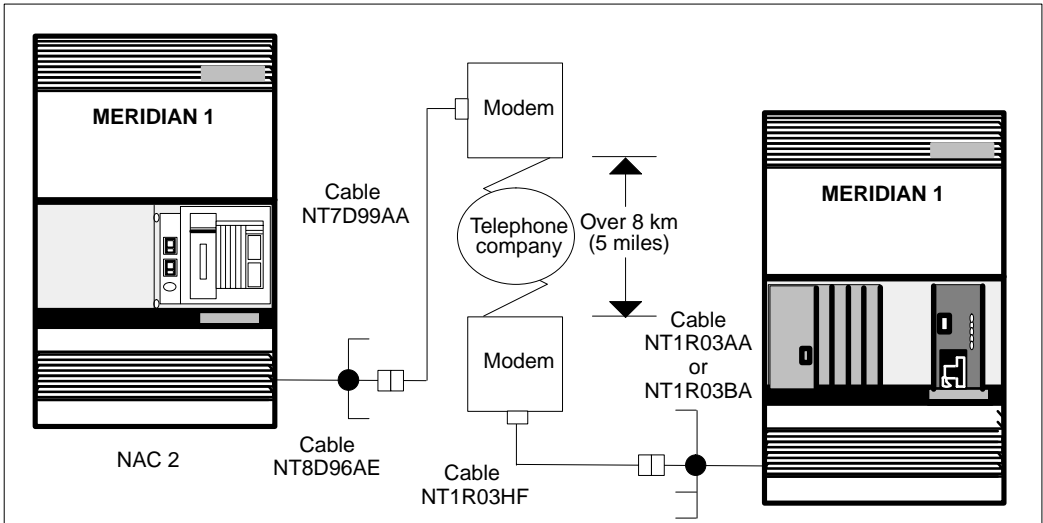 MERIDIAN 1
Modem
Cable
NT7D99AA
Telephone
company
Over 8 km
(5 miles)
MERIDIAN 1
Modem
Cable
NT1R03AA
or
NT1R03BA
NAC 2
Cable
NT8D96AE
Cable
NT1R03HF